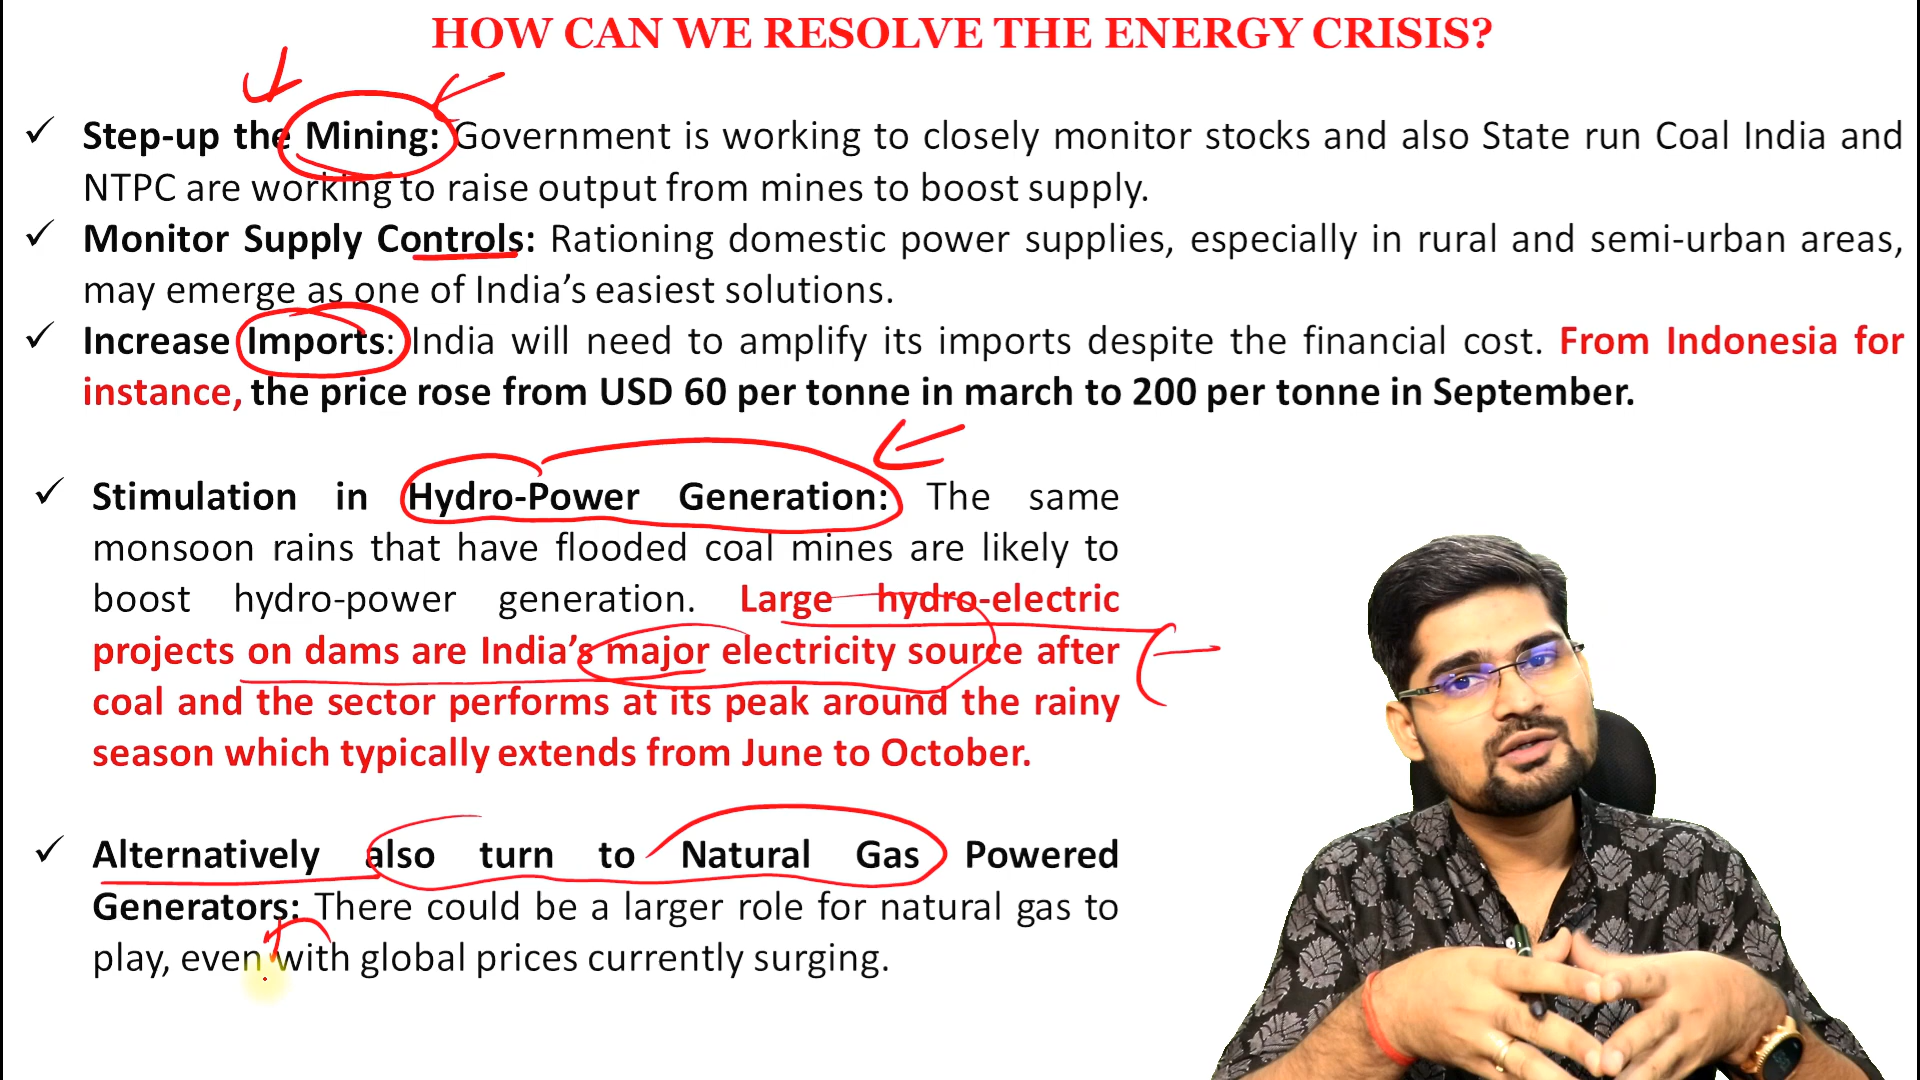 HOW CAN WE RESOLVE THE ENERGY CRISIS?
✓ Step-up the Mining: Government is working to closely monitor stocks and also State run Coal India and
NTPC are working to raise output from mines to boost supply.
✓ Monitor Supply Controls: Rationing domestic power supplies, especially in rural and semi-urban areas,
may emerge as one of India’s easiest solutions.
✓ Increase Imports: India will need to amplify its imports despite the financial cost. From Indonesia for
instance, the price rose from USD 60 per tonne in march to 200 per tonne in September.
✓ Stimulation in Hydro-Power Generation: The same
monsoon rains that have flooded coal mines are likely to
boost hydro-power generation. Large hydro-electric
projects on dams are India’s major electricity source after
coal and the sector performs at its peak around the rainy
season which typically extends from June to October.
✓ Alternatively also turn to Natural Gas Powered
Generators: There could be a larger role for natural gas to
play, even with global prices currently surging.